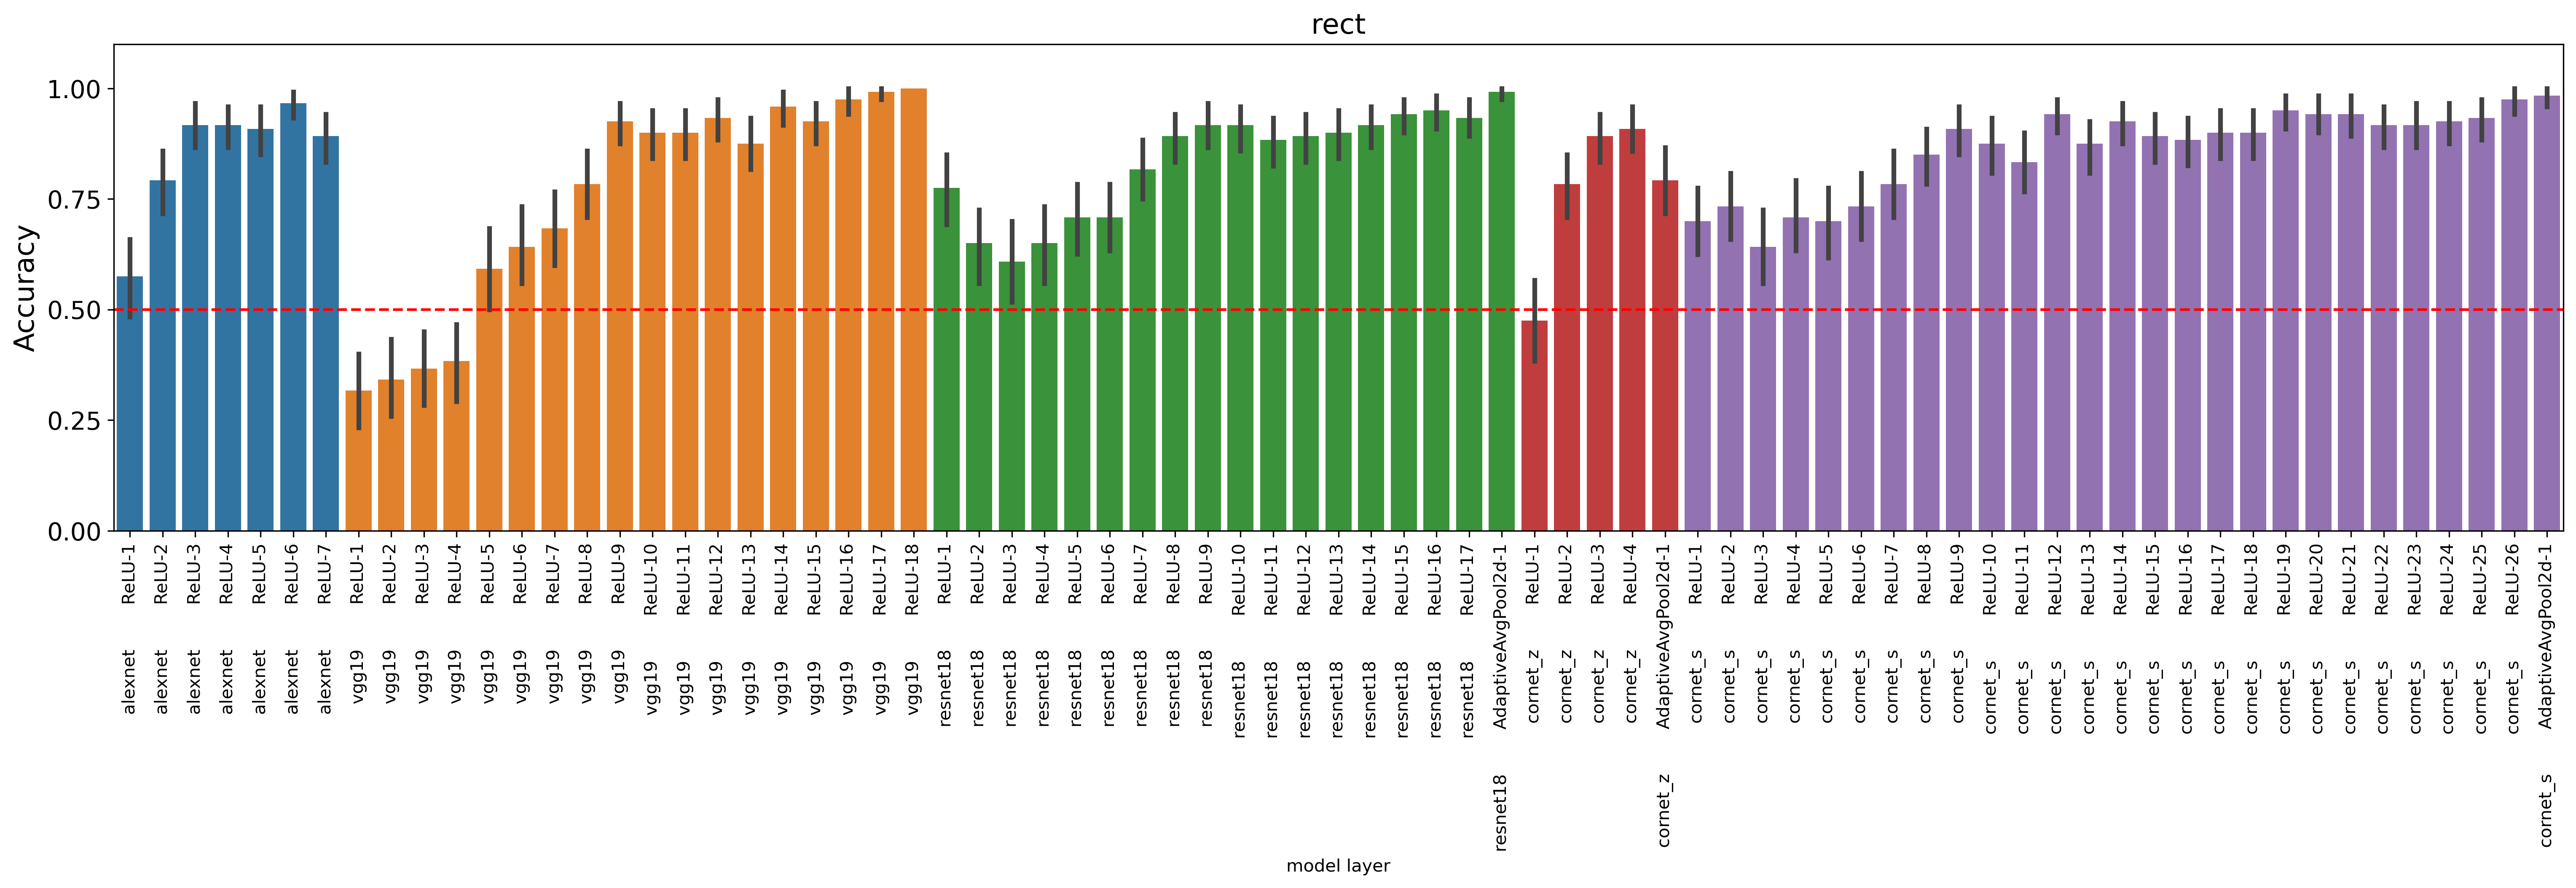 rect
Accuracy
1.00
0.75
0.50
0.25
0.00
ReLU-1 alexnet
ReLU-2 alexnet
ReLU-3 alexnet
ReLU-4 alexnet
ReLU-5 alexnet
ReLU-6 alexnet
ReLU-7 alexnet
ReLU-1 vgg19
ReLU-2 vgg19
ReLU-3 vgg19
ReLU-4 vgg19
ReLU-5 vgg19
ReLU-6 vgg19
ReLU-7 vgg19
ReLU-8 vgg19
ReLU-9 vgg19
ReLU-10 vgg19
ReLU-11 vgg19
ReLU-12 vgg19
ReLU-13 vgg19
ReLU-14 vgg19
ReLU-15 vgg19
ReLU-16 vgg19
ReLU-17 vgg19
ReLU-18 vgg19
ReLU-1 resnet18
ReLU-2 resnet18
ReLU-3 resnet18
ReLU-4 resnet18
ReLU-5 resnet18
ReLU-6 resnet18
ReLU-7 resnet18
ReLU-8 resnet18
ReLU-9 resnet18
ReLU-10 resnet18
ReLU-11 resnet18
ReLU-12 resnet18
ReLU-13 resnet18
ReLU-14 resnet18
ReLU-15 resnet18
ReLU-16 resnet18
ReLU-17 resnet18
AdaptiveAvgPool2d-1 resnet18
ReLU-1 cornet_z
ReLU-2 cornet_z
ReLU-3 cornet_z
ReLU-4 cornet_z
AdaptiveAvgPool2d-1 cornet_z
ReLU-1 cornet_s
ReLU-2 cornet_s
ReLU-3 cornet_s
ReLU-4 cornet_s
ReLU-5 cornet_s
ReLU-6 cornet_s
ReLU-7 cornet_s
ReLU-8 cornet_s
ReLU-9 cornet_s
ReLU-10 cornet_s
ReLU-11 cornet_s
ReLU-12 cornet_s
ReLU-13 cornet_s
ReLU-14 cornet_s
ReLU-15 cornet_s
ReLU-16 cornet_s
ReLU-17 cornet_s
ReLU-18 cornet_s
ReLU-19 cornet_s
ReLU-20 cornet_s
ReLU-21 cornet_s
ReLU-22 cornet_s
ReLU-23 cornet_s
ReLU-24 cornet_s
ReLU-25 cornet_s
ReLU-26 cornet_s
AdaptiveAvgPool2d-1 cornet_s
model layer